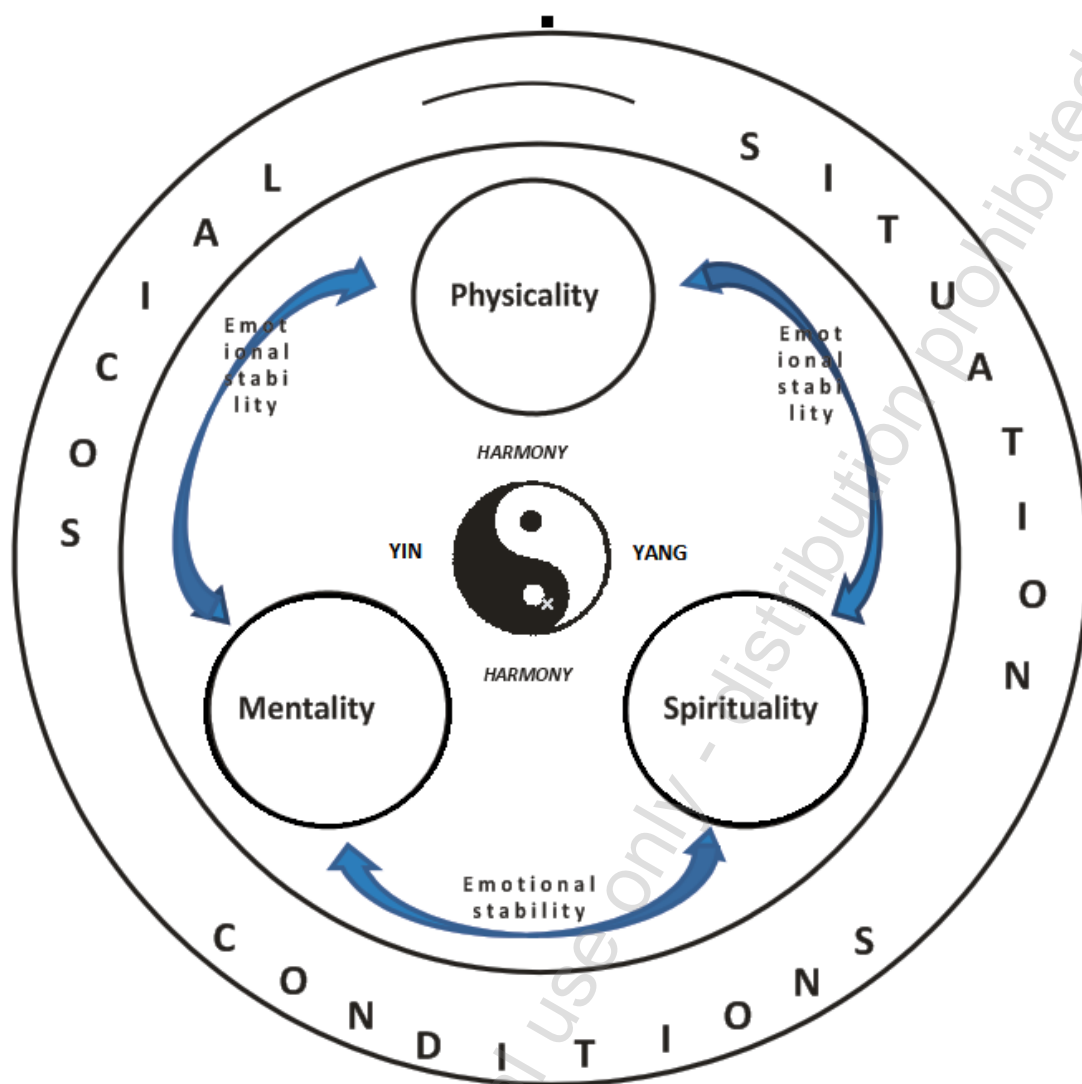 SOCIAL SITUATION
Physicality
Emot
ional
stabi
lity
Emot
ional
stabi
lity
HARMONY
YIN
YANG
HARMONY
Mentality
Spirituality
Emotional
stability
CONDITIONS
use only - distribution prohibited